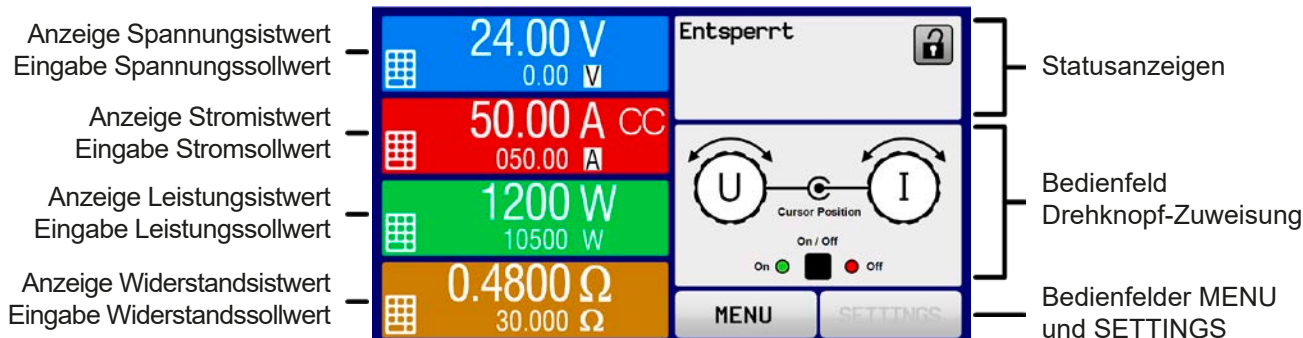 Anzeige Spannungsistwert
Eingabe Spannungssollwert
Anzeige Stromistwert
Eingabe Stromsollwert
Anzeige Leistungsistwert
Eingabe Leistungssollwert
Anzeige Widerstandsistwert
Eingabe Widerstandssollwert
24.00 V
0.00 V
50.00 A CC
050.00 A
1200 W
10500 W
0.4800 Ω
30.000 Ω
Entsperrt
U
I
Cursor Position
On / Off
On
Off
MENU
SETTINGS
Statusanzeigen
Bedienfeld
Drehknopf-Zuweisung
Bedienfelder MENU
und SETTINGS